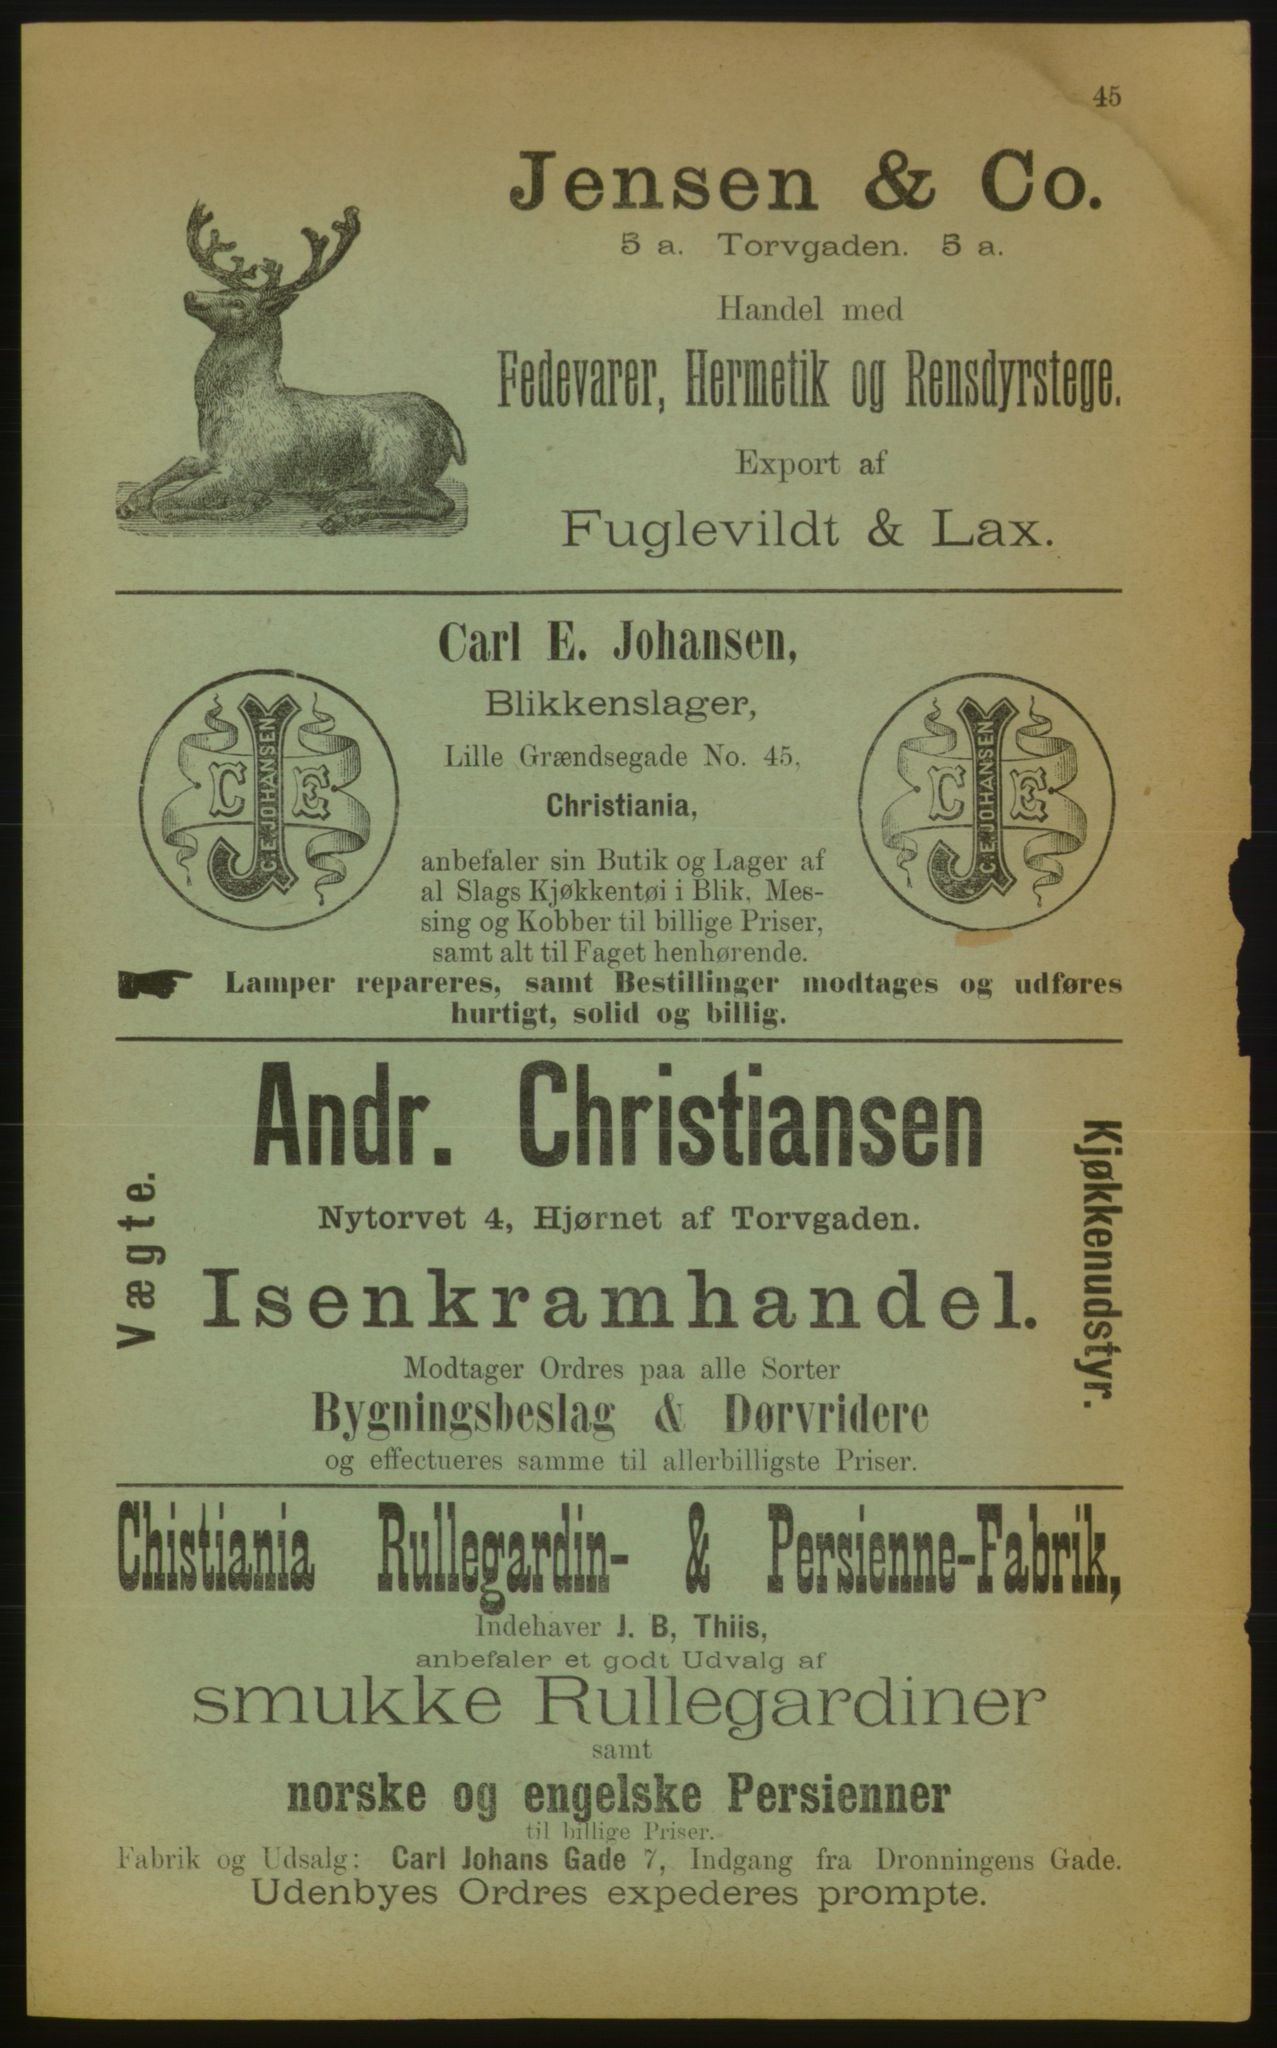 45
Jensen & Co.
5 a. Torvgaden. 5 a.
Handel med
Fedevarer, Hermetik og Rensdyrstege.
Export af
Fuglevildt & Lax.
Carl E. Johansen,
Blikkenslager,
Lille Grændsegade No. 45,
Christiania,
C E
C.E. JOHANSEN
C E
C.E. JOHANSEN
anbefaler sin Butik og Lager af
al Slags Kjøkkentøi i Blik, Mes-
sing og Kobber til billige Priser,
samt alt til Faget henhørende.
Lamper repareres, samt Bestillinger modtages og udføres
hurtigt, solid og billig.
Andr. Christiansen
Nytorvet 4, Hjørnet af Torvgaden.
Vægte.
Kjøkkenudstyr.
Isenkramhandel.
Modtager Ordres paa alle Sorter
Bygningsbeslag & Dørvridere
og effectueres samme til allerbilligste Priser.
Chistiania Rullegardin- & Persienne-Fabrik,
Indehaver J. B, Thiis,
anbefaler et godt Udvalg af
smukke Rullegardiner
samt
norske og engelske Persienner
til billige Priser.
Fabrik og Udsalg: Carl Johans Gade 7, Indgang fra Dronningens Gade.
Udenbyes Ordres expederes prompte.